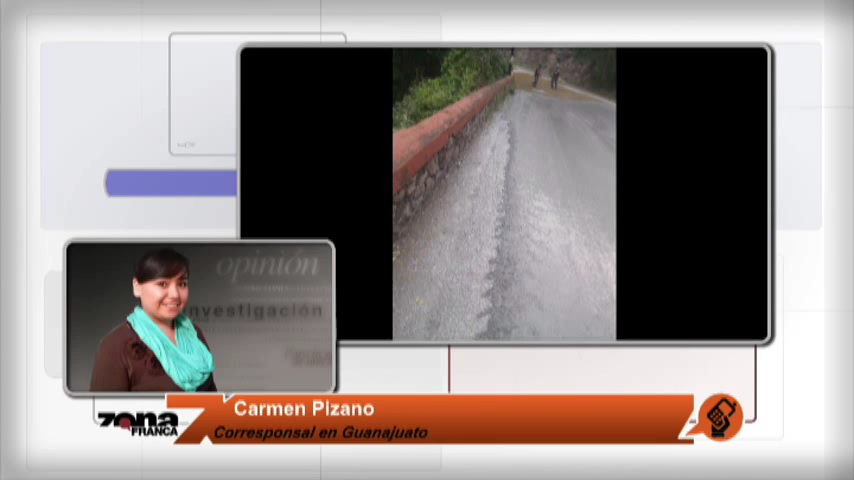 opinión
investigación
Carmen Pizano
Corresponsal en Guanajuato
zona
FRANCA